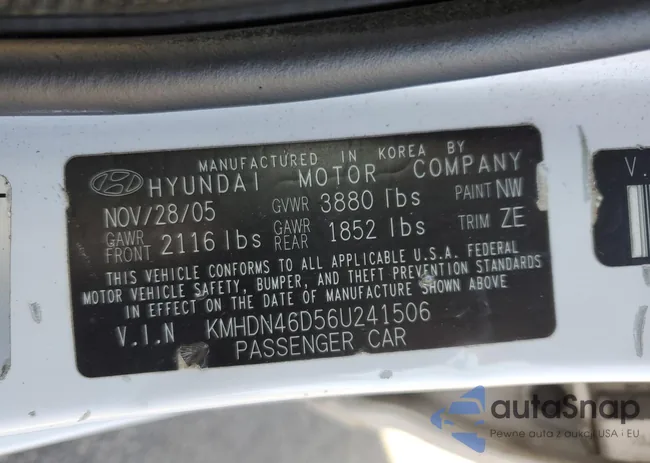 MANUFACTURED IN KOREA BY
HYUNDAI MOTOR COMPANY
NOV/28/05 GVWR 3880 lbs PAINT NW
GAWR FRONT 2116 lbs GAWR REAR 1852 lbs TRIM ZE
THIS VEHICLE CONFORMS TO ALL APPLICABLE U.S.A. FEDERAL
MOTOR VEHICLE SAFETY, BUMPER, AND THEFT PREVENTION STANDARDS
IN EFFECT ON THE DATE OF MANUFACTURE SHOWN ABOVE
V.I.N KMHDN46D56U241506
PASSENGER CAR
V.
autoSnap
Pewne auta z aukcji USA i EU